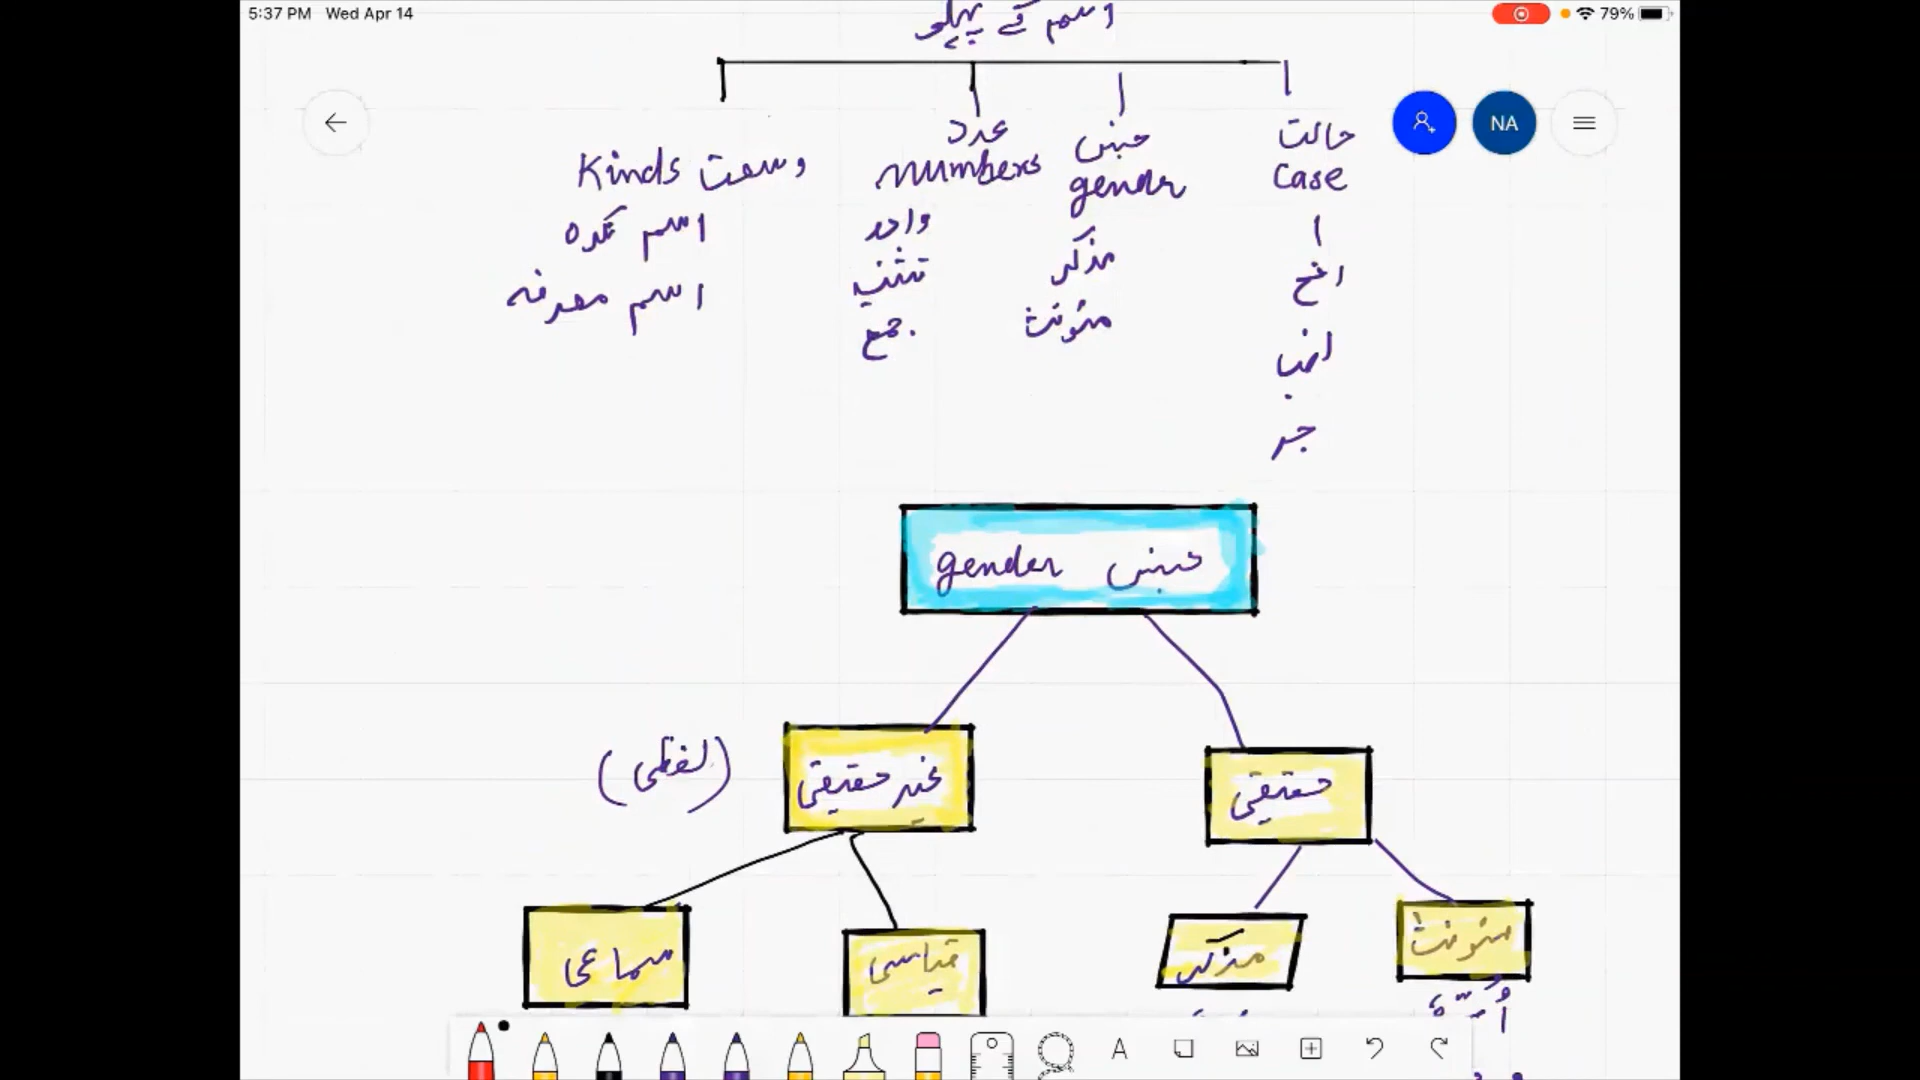 5:37 PM Wed Apr 14
79%
اسم کے پہلو
حالت
case
جنس
gender
عدد
numbers
وسعت Kinds
رفع
نصب
جر
مذکر
مئونث
واحد
تثنیہ
جمع
اسم نکرہ
اسم معرفہ
NA
جنس gender
حقیقی
غیر حقیقی
(لفظی)
مئونث
مذکر
قیاسی
سماعی
A